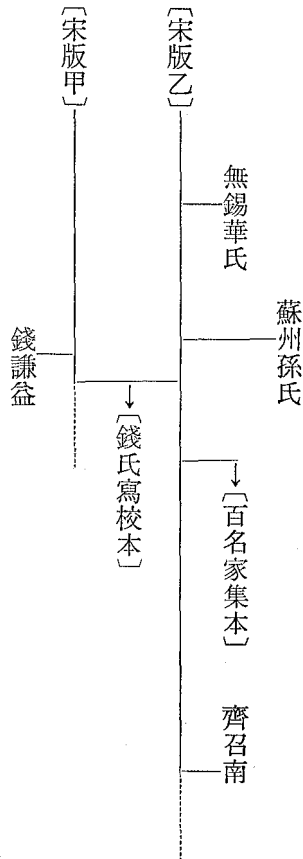 蘇州孫氏
無錫華氏
〔百名家集本〕
齊召南
〔宋版乙〕
〔錢氏寫校本〕
〔宋版甲〕
錢謙益